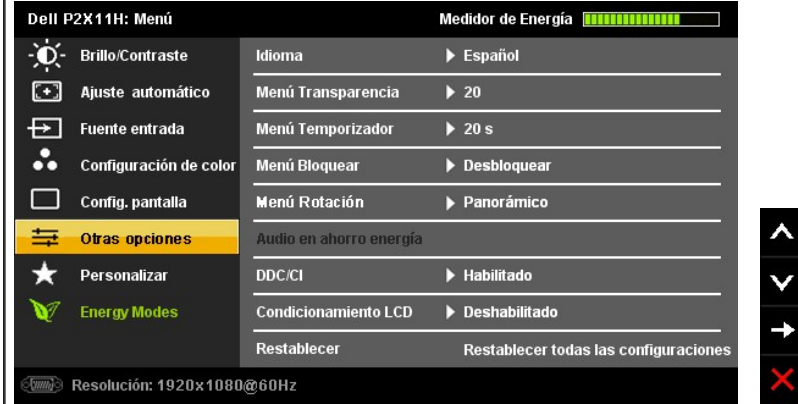 Dell P2X11H: Menú Medidor de Energía
Brillo/Contraste Idioma Español
Ajuste automático Menú Transparencia 20
Fuente entrada Menú Temporizador 20 s
Configuración de color Menú Bloquear Desbloquear
Config. pantalla Menú Rotación Panorámico
Otras opciones Audio en ahorro energía
Personalizar DDC/CI Habilitado
Energy Modes Condicionamiento LCD Deshabilitado
Restablecer Restablecer todas las configuraciones
Resolución: 1920x1080@60Hz